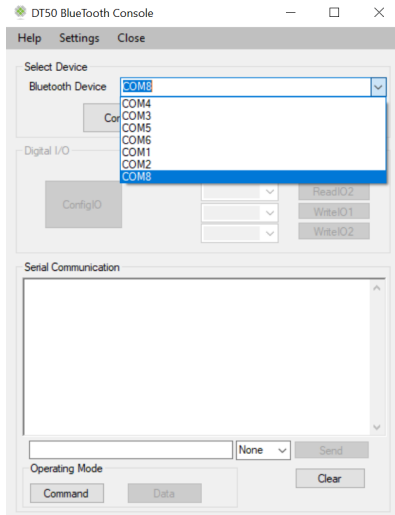 DT50 BlueTooth Console
Help Settings Close
Select Device
Bluetooth Device COM8
COM4
COM3
COM5
COM6
COM1
COM2
COM8
Digital I/O
ConfigIO
ReadIO2
WriteIO1
WriteIO2
Serial Communication
None Send
Operating Mode
Command Data
Clear